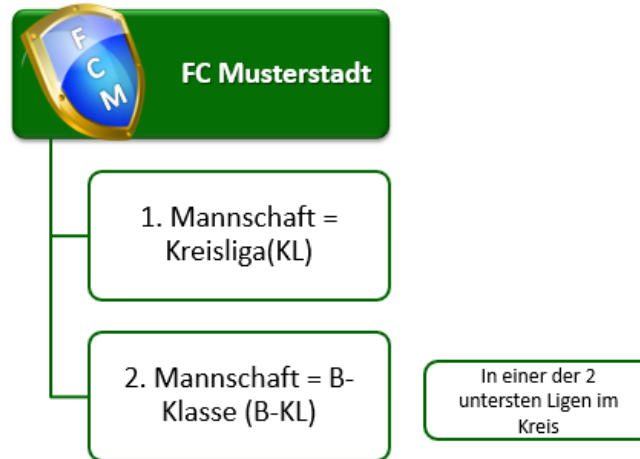 F
C
M
FC Musterstadt
1. Mannschaft =
Kreisliga(KL)
2. Mannschaft = B-
Klasse (B-KL)
In einer der 2
untersten Ligen im
Kreis